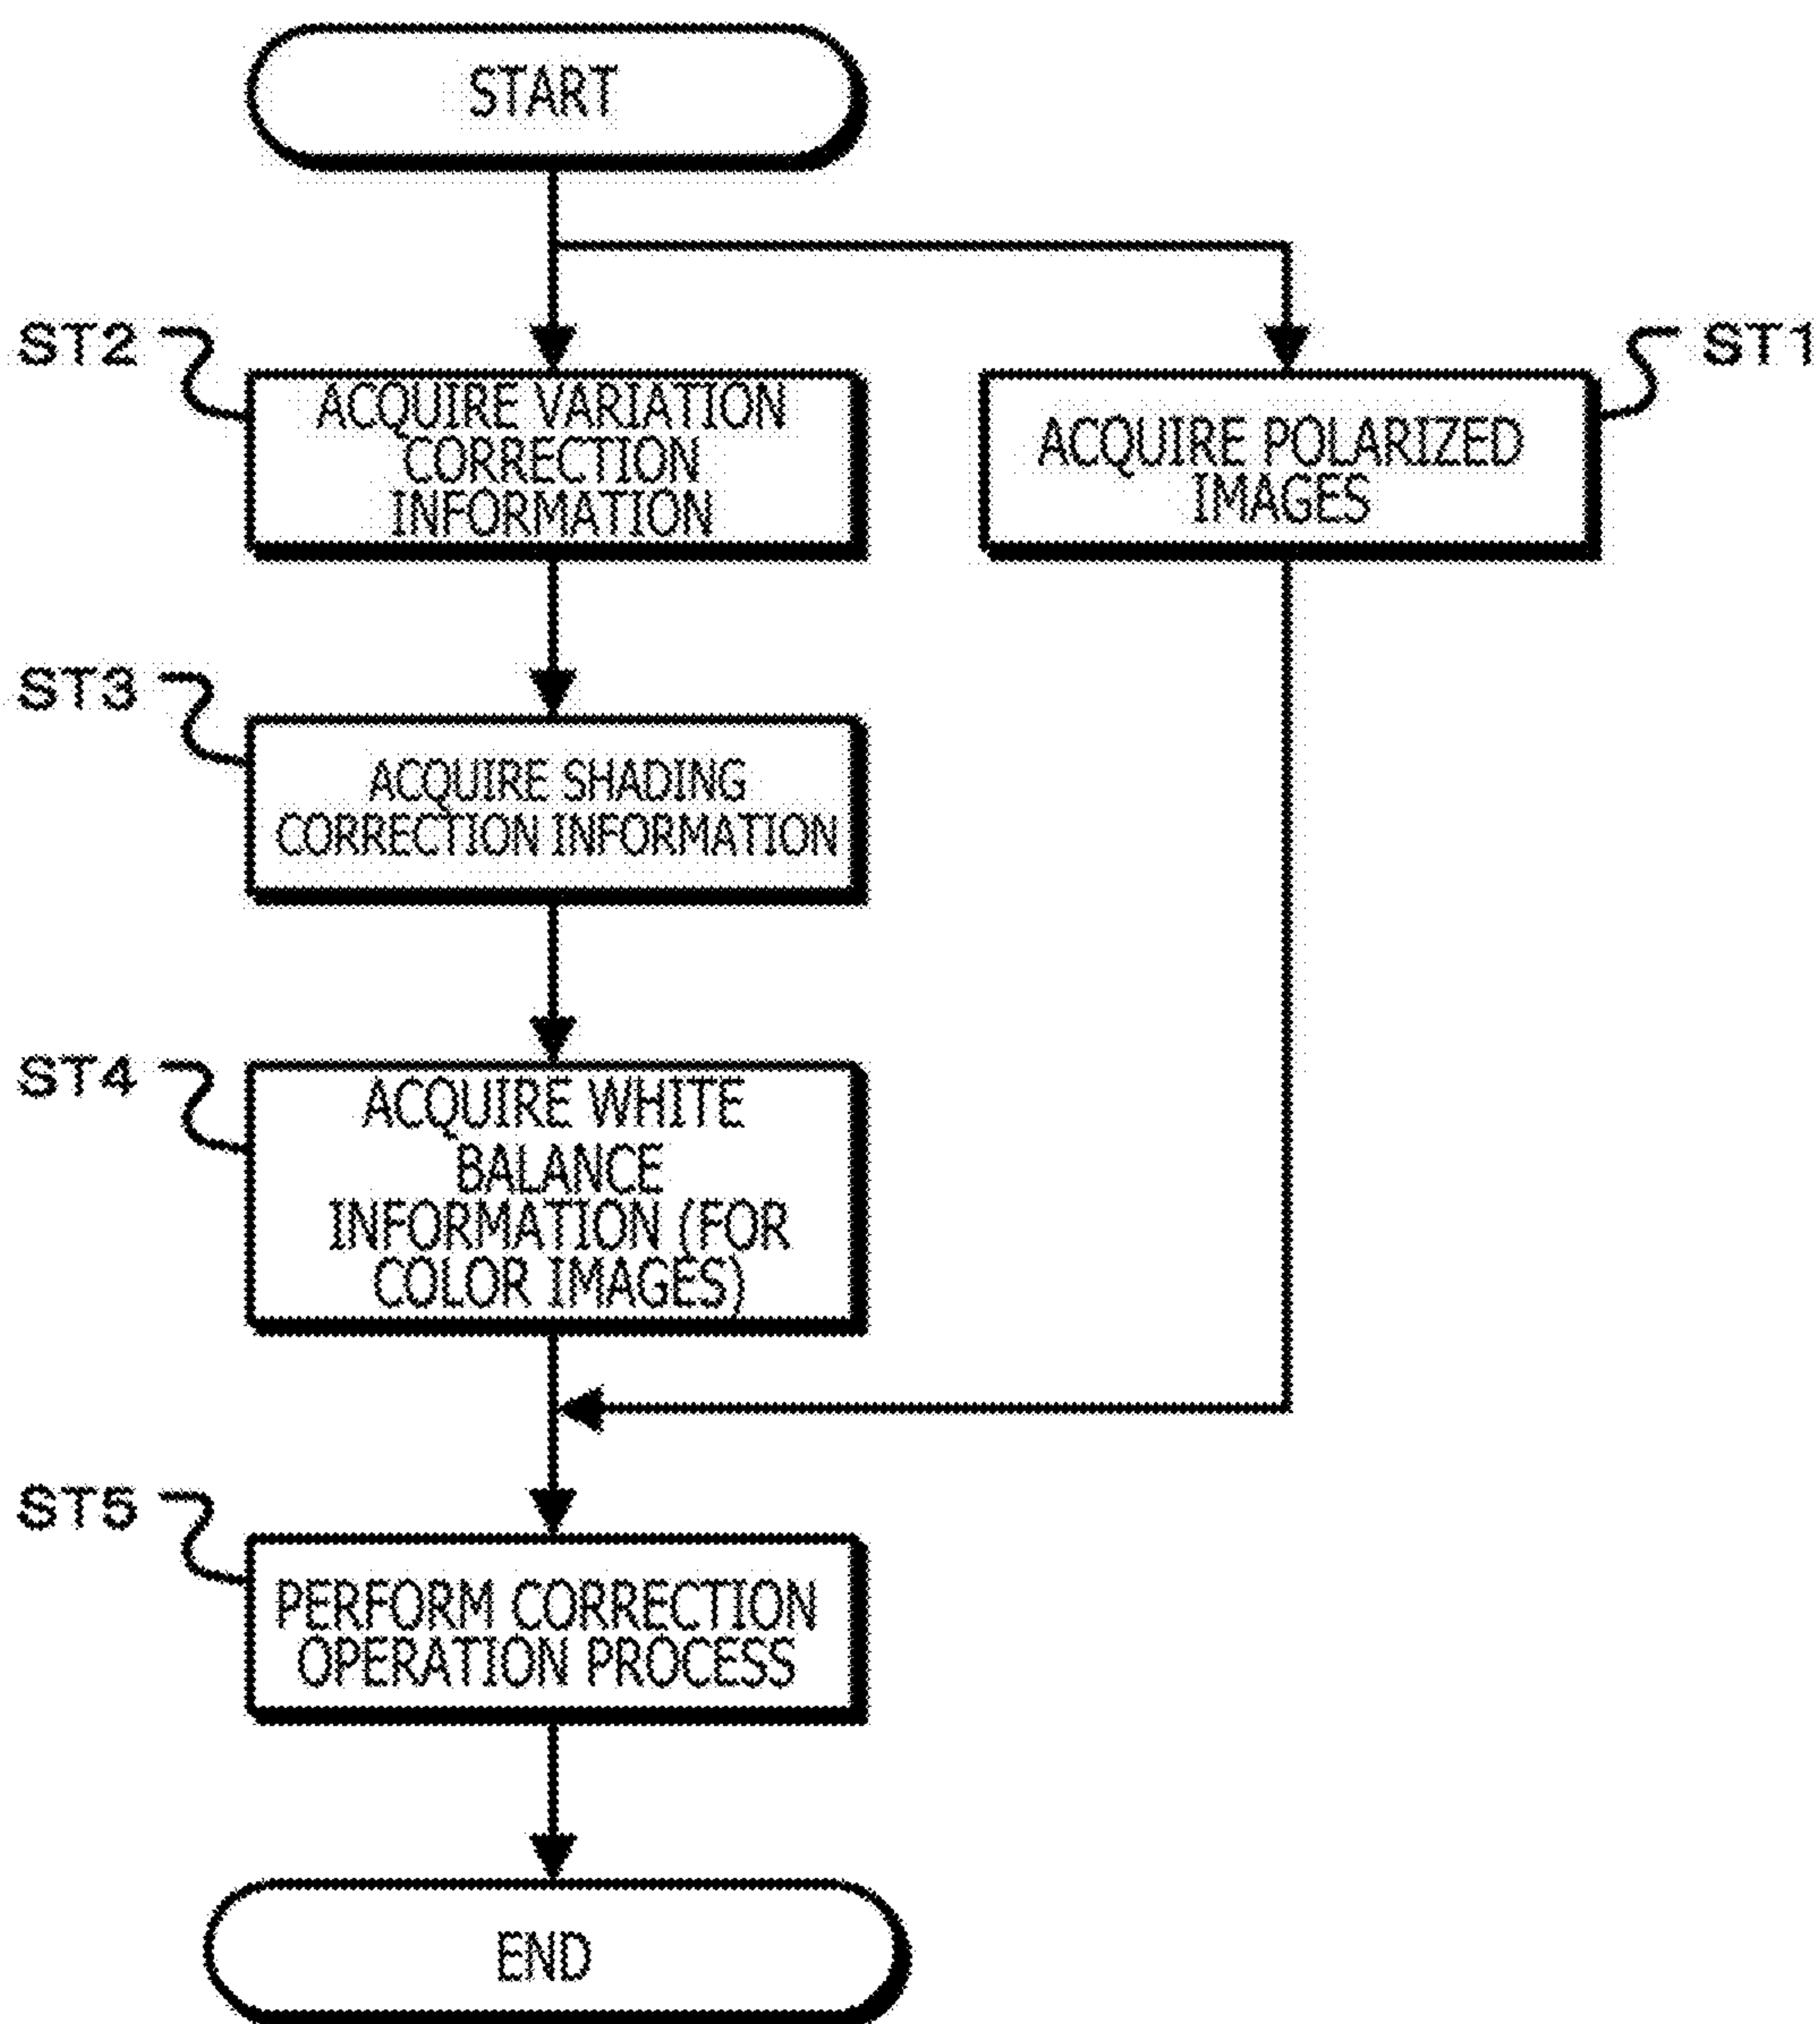 START
ST2
ACQUIRE VARIATION
CORRECTION
INFORMATION
ST1
ACQUIRE POLARIZED
IMAGES
ST3
ACQUIRE SHADING
CORRECTION INFORMATION
ST4
ACQUIRE WHITE
BALANCE
INFORMATION (FOR
COLOR IMAGES)
ST5
PERFORM CORRECTION
OPERATION PROCESS
END